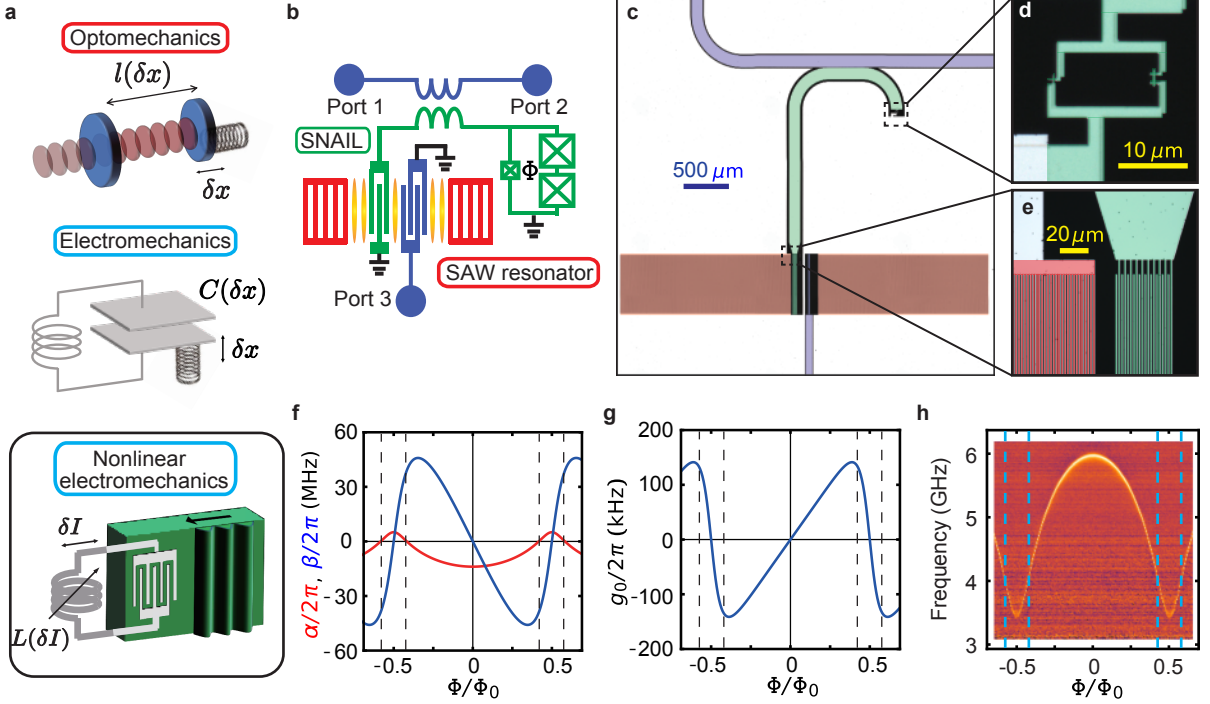 a
Optomechanics
l(δx)
δx
Electromechanics
C(δx)
δx
Nonlinear
electromechanics
δI
L(δI)
b
Port 1
Port 2
SNAIL
Φ
SAW resonator
Port 3
c
500 μm
d
10 μm
e
20 μm
f
α/2π, β/2π (MHz)
60
30
0
-30
-60
-0.5
0
0.5
Φ/Φ₀
g
g₀/2π (kHz)
200
100
0
-100
-200
-0.5
0
0.5
Φ/Φ₀
h
Frequency (GHz)
6
5
4
3
-0.5
0
0.5
Φ/Φ₀